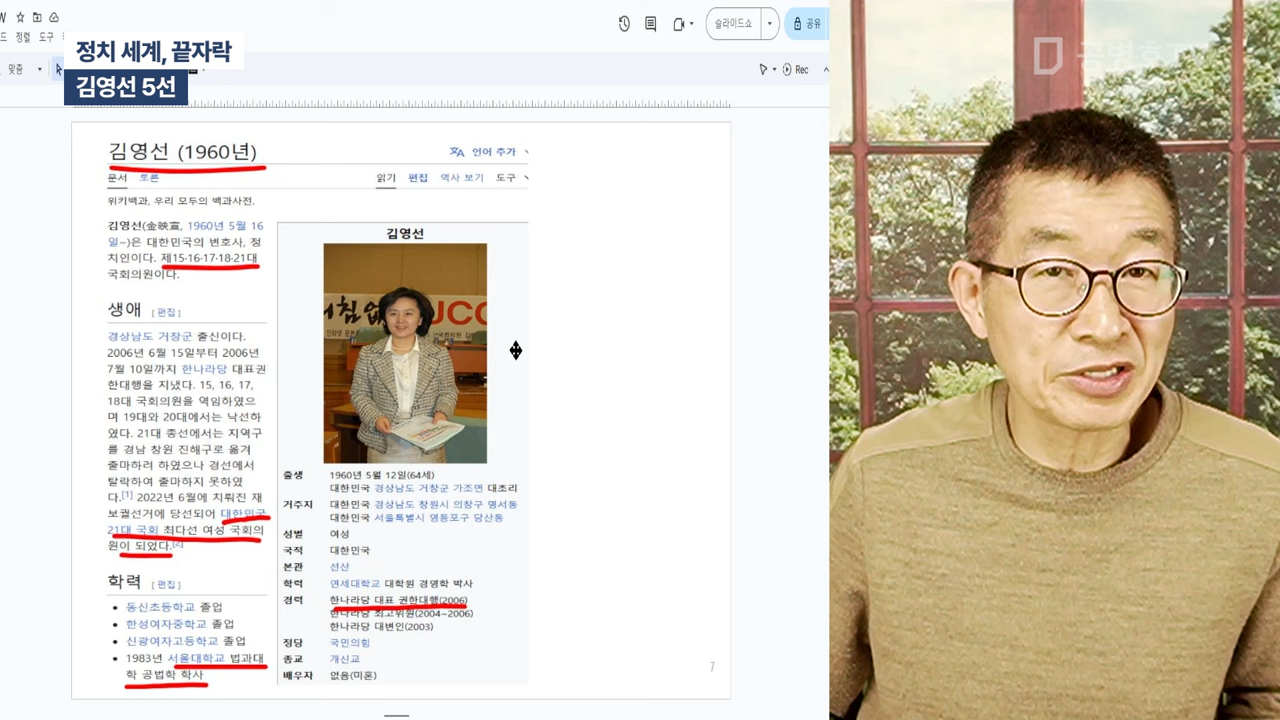 정치 세계, 끝자락
김영선 5선
정렬 도구
슬라이드쇼
공유
맞춤
Rec
공병호
김영선 (1960년)
언어 추가
문서 토론 읽기 편집 역사 보기 도구
위키백과, 우리 모두의 백과사전.
김영선(金映宣, 1960년 5월 16
일~)은 대한민국의 변호사, 정
치인이다. 제15·16·17·18·21대
국회의원이다.
생애 [ 편집 ]
경상남도 거창군 출신이다.
2006년 6월 15일부터 2006년
7월 10일까지 한나라당 대표권
한대행을 지냈다. 15, 16, 17,
18대 국회의원을 역임하였으
며 19대와 20대에서는 낙선하
였다. 21대 총선에서는 지역구
를 경남 창원 진해구로 옮겨
출마하려 하였으나 경선에서
탈락하여 출마하지 못하였
다.[1] 2022년 6월에 치뤄진 재
보궐선거에 당선되어 대한민국
21대 국회 최다선 여성 국회의
원이 되었다.[2]
학력 [ 편집 ]
동신초등학교 졸업
한성여자중학교 졸업
신광여자고등학교 졸업
1983년 서울대학교 법과대
학 공법학 학사
김영선
JCC
출생 1960년 5월 12일(64세)
대한민국 경상남도 거창군 가조면 대초리
거주지 대한민국 경상남도 창원시 의창구 명서동
대한민국 서울특별시 영등포구 당산동
성별 여성
국적 대한민국
본관 선산
학력 연세대학교 대학원 경영학 박사
경력 한나라당 대표 권한대행(2006)
한나라당 최고위원(2004~2006)
한나라당 대변인(2003)
정당 국민의힘
종교 개신교
배우자 없음(미혼)
7